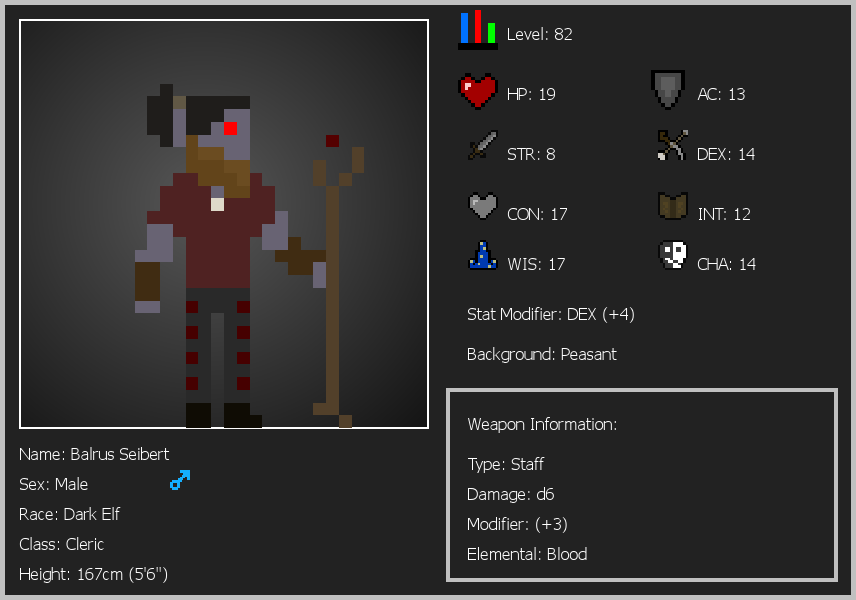 Level: 82
HP: 19
AC: 13
STR: 8
DEX: 14
CON: 17
INT: 12
WIS: 17
CHA: 14
Stat Modifier: DEX (+4)
Background: Peasant
Weapon Information:
Type: Staff
Damage: d6
Modifier: (+3)
Elemental: Blood
Name: Balrus Seibert
Sex: Male
Race: Dark Elf
Class: Cleric
Height: 167cm (5'6")